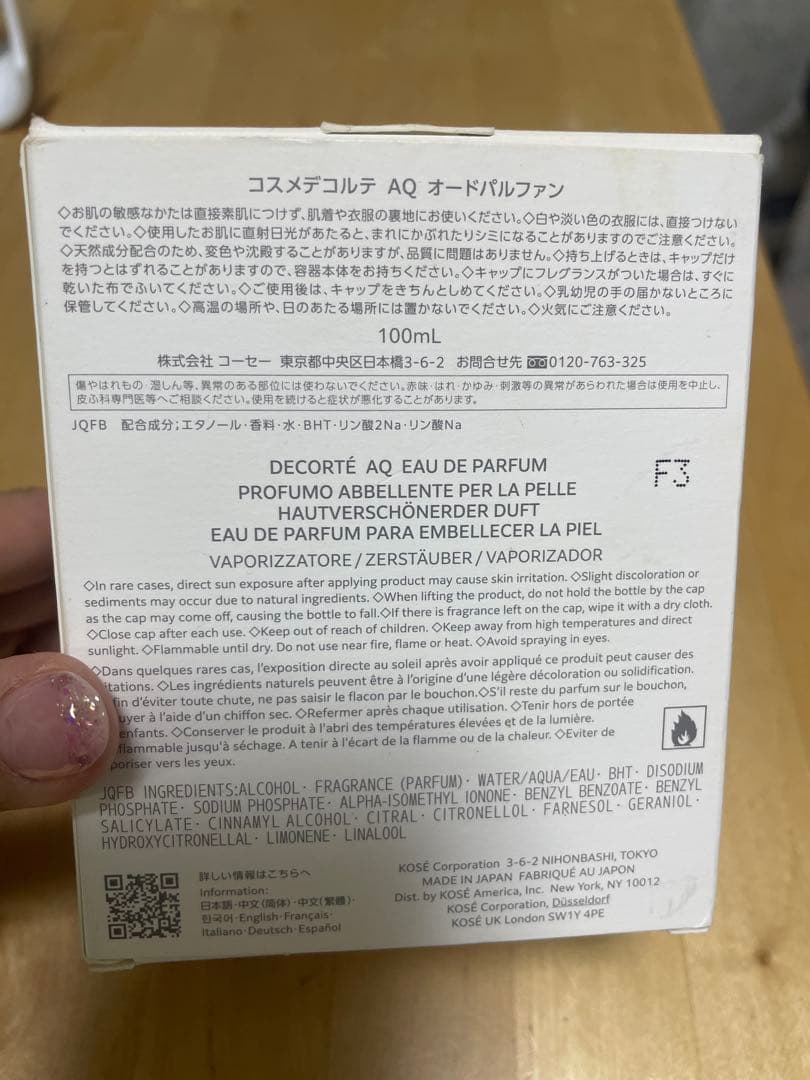 コスメデコルテ AQ オードパルファン
◇お肌の敏感なかたは直接素肌につけず、肌着や衣服の裏地にお使いください。◇白や淡い色の衣服には、直接つけない
でください。◇使用したお肌に直射日光があたると、まれにかぶれたりシミになることがありますのでご注意ください。
◇天然成分配合のため、変色や沈殿することがありますが、品質に問題はありません。◇持ち上げるときは、キャップだけ
を持つとはずれることがありますので、容器本体をお持ちください。◇キャップにフレグランスがついた場合は、すぐに
乾いた布でふいてください。◇ご使用後は、キャップをきちんとしめてください。◇乳幼児の手の届かないところに
保管してください。◇高温の場所や、日のあたる場所には置かないでください。◇火気にご注意ください。
100mL
株式会社 コーセー 東京都中央区日本橋3-6-2 お問合せ先 0120-763-325
傷やはれもの・湿しん等、異常のある部位には使わないでください。赤味・はれ・かゆみ・刺激等の異常があらわれた場合は使用を中止し、
皮ふ科専門医等へご相談ください。使用を続けると症状が悪化することがあります。
JQFB 配合成分;エタノール・香料・水・BHT・リン酸2Na・リン酸Na
DECORTÉ AQ EAU DE PARFUM
F3
PROFUMO ABBELLENTE PER LA PELLE
HAUTVERSCHÖNERDER DUFT
EAU DE PARFUM PARA EMBELLECER LA PIEL
VAPORIZZATORE / ZERSTÄUBER / VAPORIZADOR
◇In rare cases, direct sun exposure after applying product may cause skin irritation. ◇Slight discoloration or
sediments may occur due to natural ingredients. ◇When lifting the product, do not hold the bottle by the cap
as the cap may come off, causing the bottle to fall.◇If there is fragrance left on the cap, wipe it with a dry cloth.
◇Close cap after each use. ◇Keep out of reach of children. ◇Keep away from high temperatures and direct
sunlight. ◇Flammable until dry. Do not use near fire, flame or heat. ◇Avoid spraying in eyes.
◇Dans quelques rares cas, l'exposition directe au soleil après avoir appliqué ce produit peut causer des
itations. ◇Les ingrédients naturels peuvent être à l'origine d'une légère décoloration ou solidification.
fin d'éviter toute chute, ne pas saisir le flacon par le bouchon.◇S'il reste du parfum sur le bouchon,
uyer à l'aide d'un chiffon sec. ◇Refermer après chaque utilisation. ◇Tenir hors de portée
enfants. ◇Conserver le produit à l'abri des températures élevées et de la lumière.
flammable jusqu'à séchage. A tenir à l'écart de la flamme ou de la chaleur. ◇Eviter de
poriser vers les yeux.
JQFB INGREDIENTS:ALCOHOL· FRAGRANCE (PARFUM)· WATER/AQUA/EAU· BHT· DISODIUM
PHOSPHATE· SODIUM PHOSPHATE· ALPHA-ISOMETHYL IONONE· BENZYL BENZOATE· BENZYL
SALICYLATE· CINNAMYL ALCOHOL· CITRAL· CITRONELLOL· FARNESOL· GERANIOL·
HYDROXYCITRONELLAL· LIMONENE· LINALOOL
詳しい情報はこちらへ
Information:
日本語·中文(简体)·中文(繁體)·
한국어·English·Français·
Italiano·Deutsch·Español
KOSÉ Corporation 3-6-2 NIHONBASHI, TOKYO
MADE IN JAPAN FABRIQUÉ AU JAPON
Dist. by KOSÉ America, Inc. New York, NY 10012
KOSÉ Corporation, Düsseldorf
KOSÉ UK London SW1Y 4PE